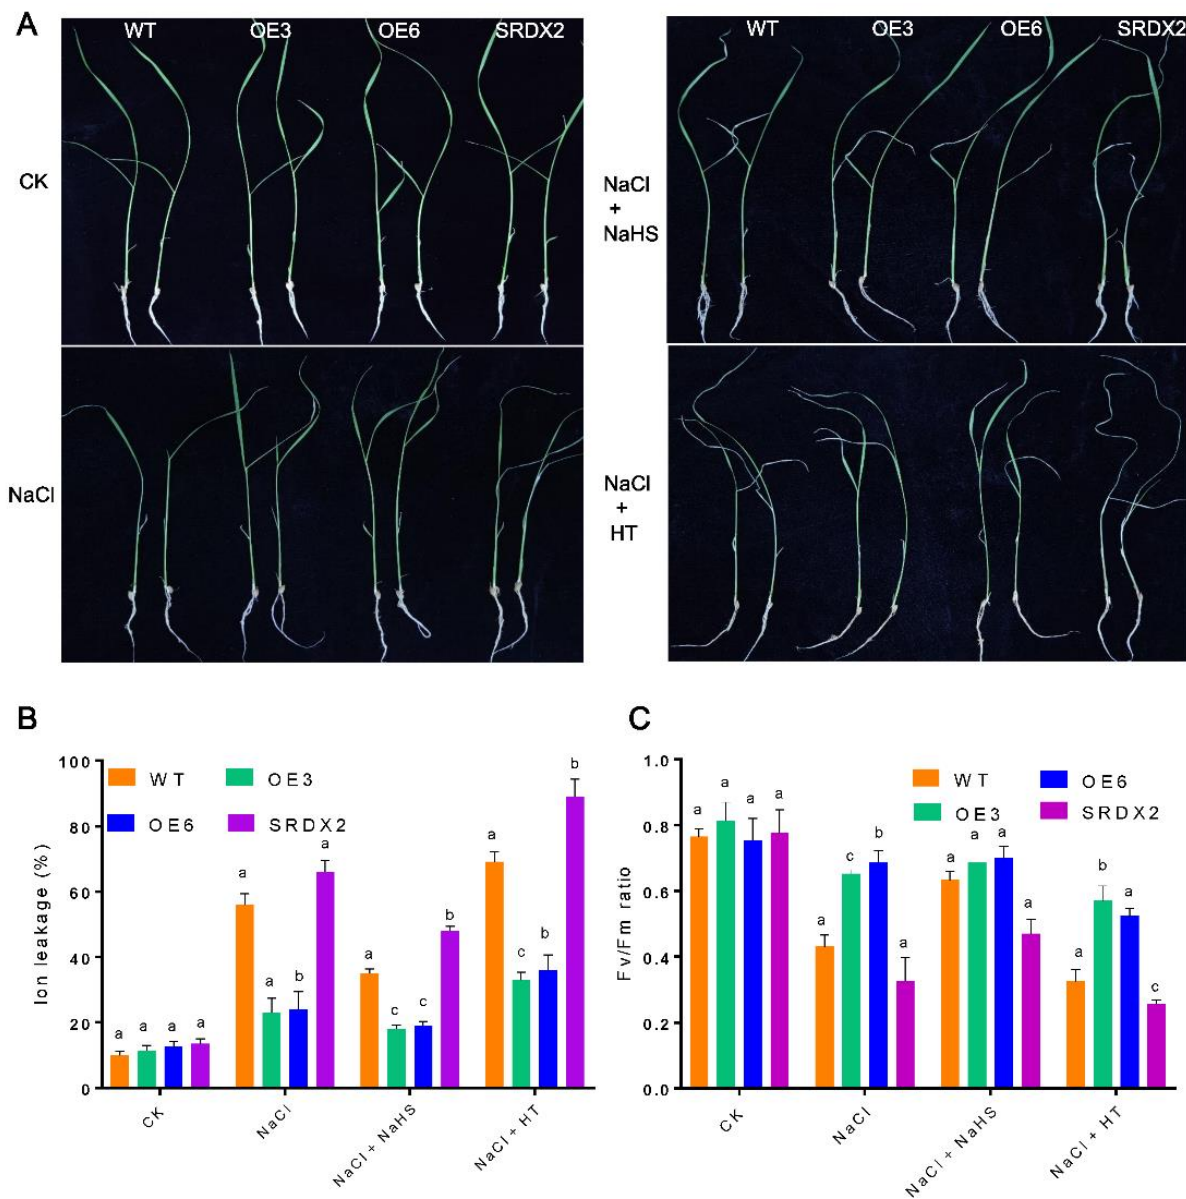 A
WT OE3 OE6 SRDX2
WT OE3 OE6 SRDX2
CK
NaCl
+
NaHS
NaCl
NaCl
+
HT
B
Ion leakage (%)
100
80
60
40
20
0
WT
OE3
OE6
SRDX2
a a a a
a a b a
a c c b
a c b b
CK
NaCl
NaCl + NaHS
NaCl + HT
C
Fv/Fm ratio
1.0
0.8
0.6
0.4
0.2
0.0
WT
OE6
OE3
SRDX2
a a a a
a c b a
a a a a
a b a c
CK
NaCl
NaCl + NaHS
NaCl + HT